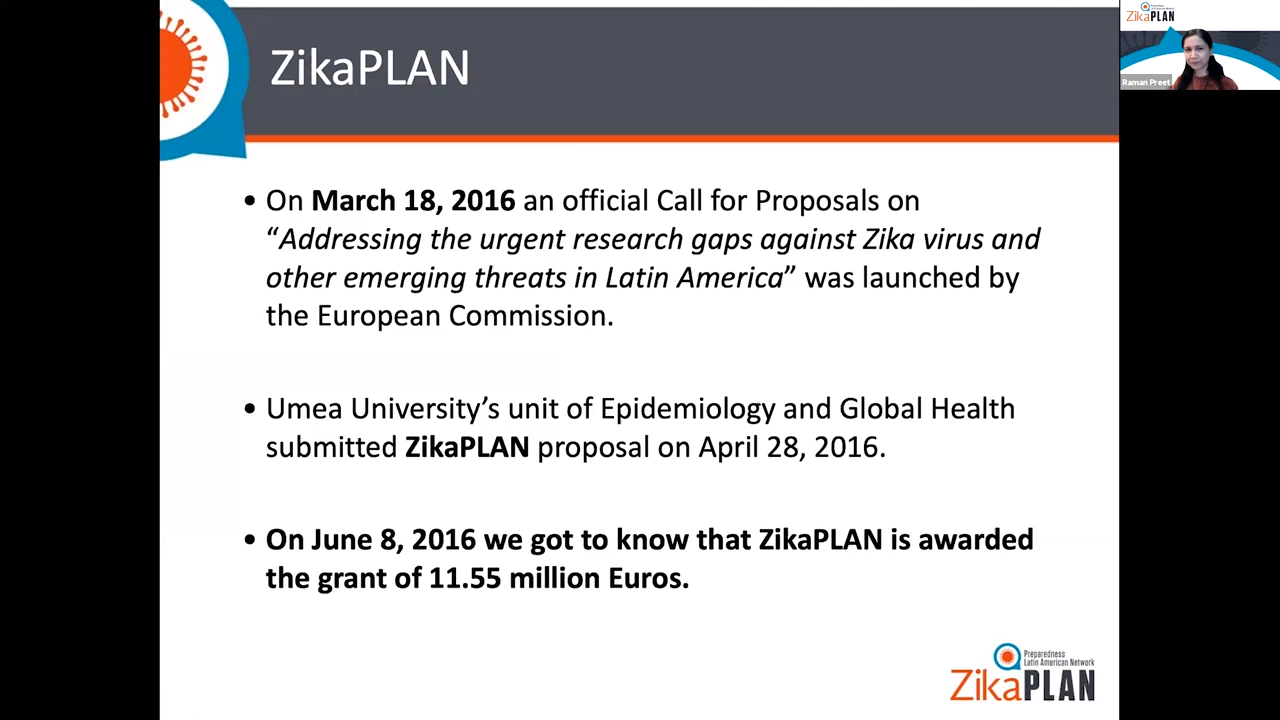 ZikaPLAN
• On March 18, 2016 an official Call for Proposals on
“Addressing the urgent research gaps against Zika virus and
other emerging threats in Latin America” was launched by
the European Commission.
• Umea University’s unit of Epidemiology and Global Health
submitted ZikaPLAN proposal on April 28, 2016.
• On June 8, 2016 we got to know that ZikaPLAN is awarded
the grant of 11.55 million Euros.
Preparedness
Latin American Network
ZikaPLAN
ZikaPLAN
Raman Preet